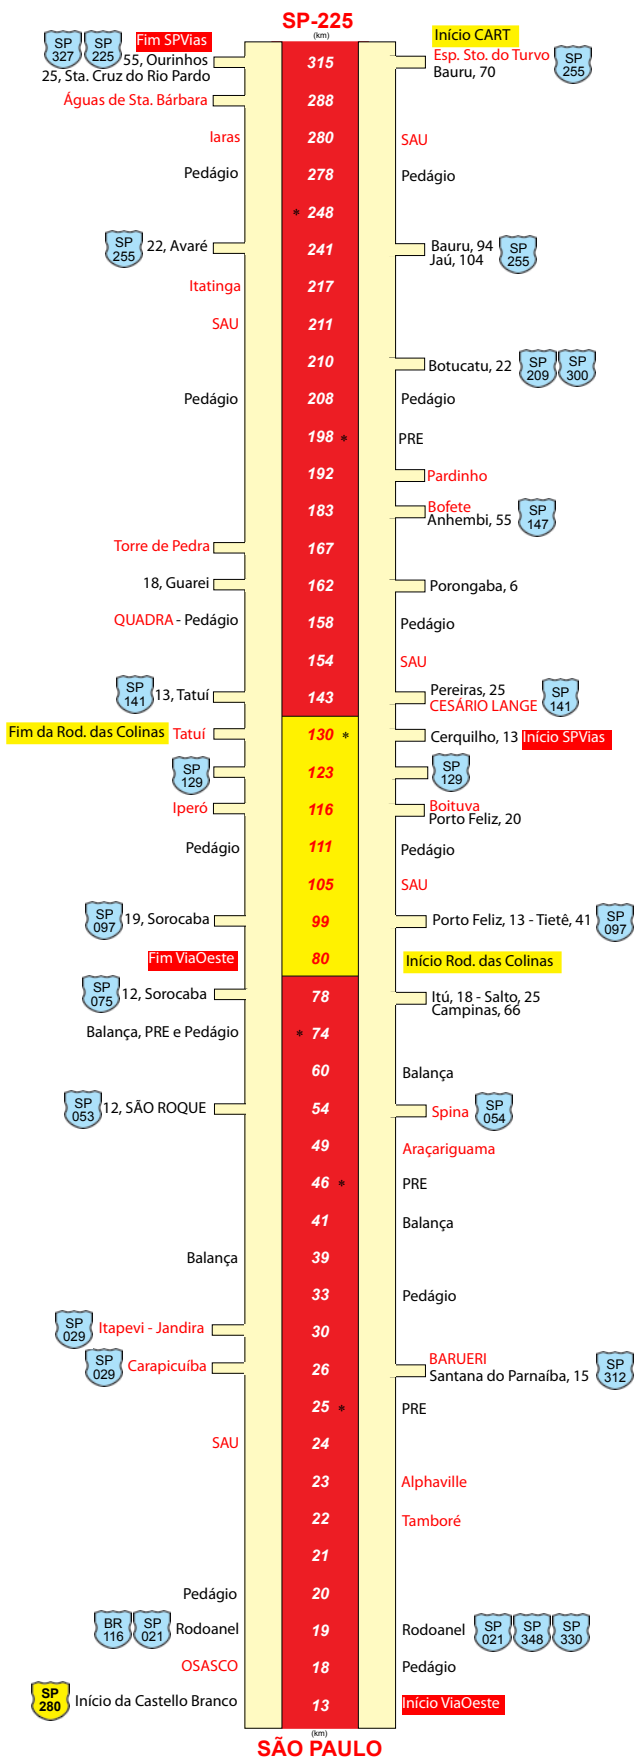 SP-225
(km)
SP 327
SP 225
Fim SPVias
55, Ourinhos
25, Sta. Cruz do Rio Pardo
315
Início CART
Esp. Sto. do Turvo
Bauru, 70
SP 255
Águas de Sta. Bárbara
288
Iaras
280
SAU
Pedágio
278
Pedágio
* 248
SP 255
22, Avaré
241
Bauru, 94
Jaú, 104
SP 255
Itatinga
217
SAU
211
210
Botucatu, 22
SP 209
SP 300
Pedágio
208
Pedágio
198 *
PRE
192
Pardinho
183
Bofete
Anhembi, 55
SP 147
Torre de Pedra
167
18, Guarei
162
Porongaba, 6
QUADRA - Pedágio
158
Pedágio
154
SAU
SP 141
13, Tatuí
143
Pereiras, 25
CESÁRIO LANGE
SP 141
Fim da Rod. das Colinas
Tatuí
130 *
Cerquilho, 13
Início SPVias
SP 129
123
SP 129
Iperó
116
Boituva
Porto Feliz, 20
Pedágio
111
Pedágio
105
SAU
SP 097
19, Sorocaba
99
Porto Feliz, 13 - Tietê, 41
SP 097
Fim ViaOeste
80
Início Rod. das Colinas
SP 075
12, Sorocaba
78
Itú, 18 - Salto, 25
Campinas, 66
Balança, PRE e Pedágio
* 74
60
Balança
SP 053
12, SÃO ROQUE
54
Spina
SP 054
49
Araçariguama
46 *
PRE
41
Balança
Balança
39
33
Pedágio
SP 029
Itapevi - Jandira
30
SP 029
Carapicuíba
26
BARUERI
Santana do Parnaíba, 15
SP 312
25 *
PRE
SAU
24
23
Alphaville
22
Tamboré
21
Pedágio
20
BR 116
SP 021
Rodoanel
19
Rodoanel
SP 021
SP 348
SP 330
OSASCO
18
Pedágio
SP 280
Início da Castello Branco
13
Início ViaOeste
(km)
SÃO PAULO